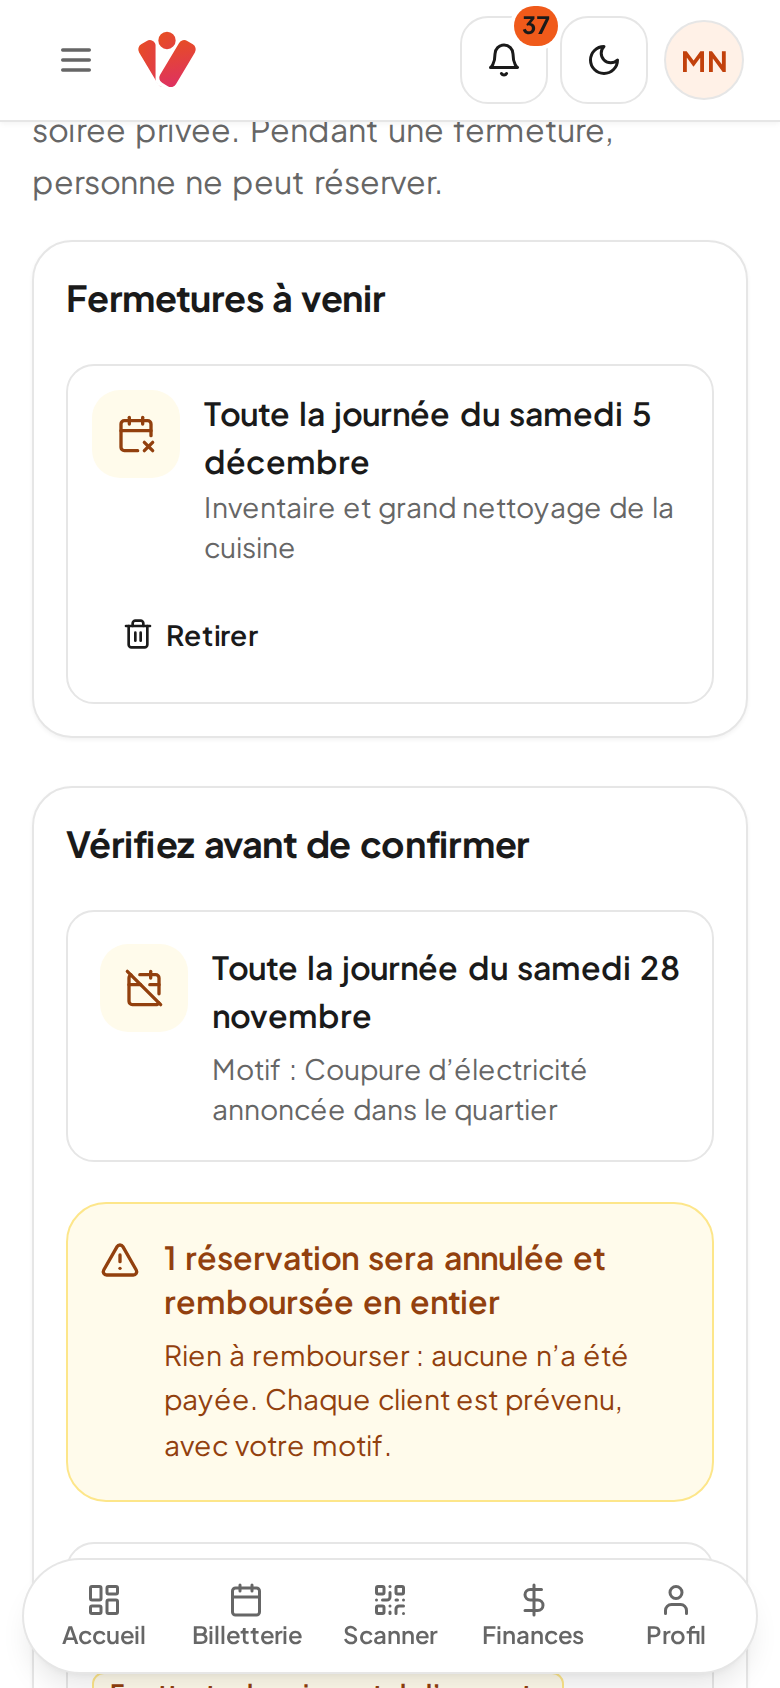 37
MN
soirée privée. Pendant une fermeture,
personne ne peut réserver.
Fermetures à venir
Toute la journée du samedi 5
décembre
Inventaire et grand nettoyage de la
cuisine
Retirer
Vérifiez avant de confirmer
Toute la journée du samedi 28
novembre
Motif : Coupure d’électricité
annoncée dans le quartier
1 réservation sera annulée et
remboursée en entier
Rien à rembourser : aucune n’a été
payée. Chaque client est prévenu,
avec votre motif.
Accueil
Billetterie
Scanner
Finances
Profil